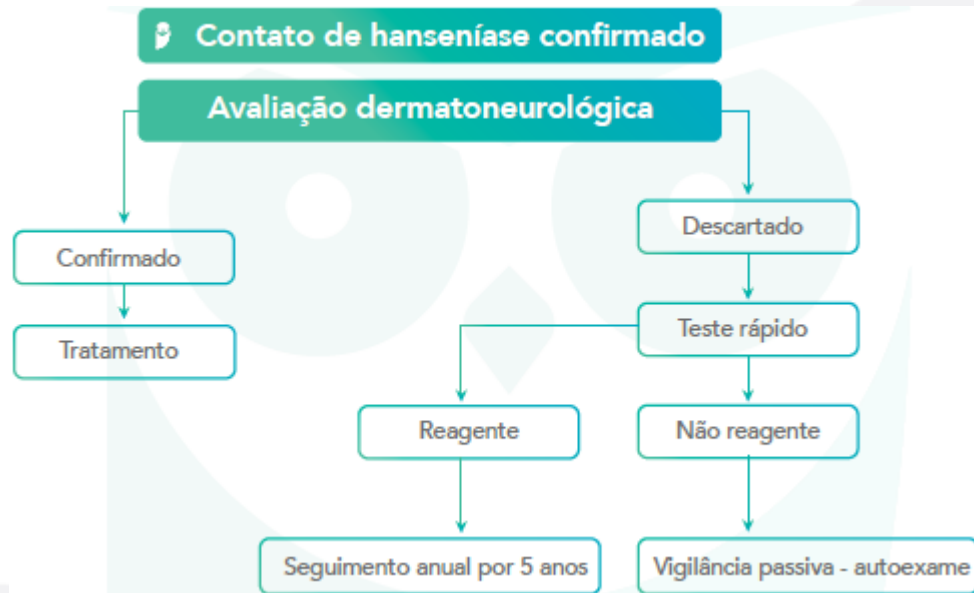 Contato de hanseníase confirmado
Avaliação dermatoneurológica
Confirmado
Tratamento
Descartado
Teste rápido
Reagente
Não reagente
Seguimento anual por 5 anos
Vigilância passiva - autoexame